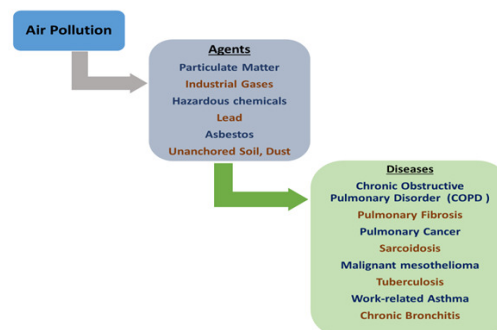 Air Pollution
Agents
Particulate Matter
Industrial Gases
Hazardous chemicals
Lead
Asbestos
Unanchored Soil, Dust
Diseases
Chronic Obstructive
Pulmonary Disorder (COPD )
Pulmonary Fibrosis
Pulmonary Cancer
Sarcoidosis
Malignant mesothelioma
Tuberculosis
Work-related Asthma
Chronic Bronchitis